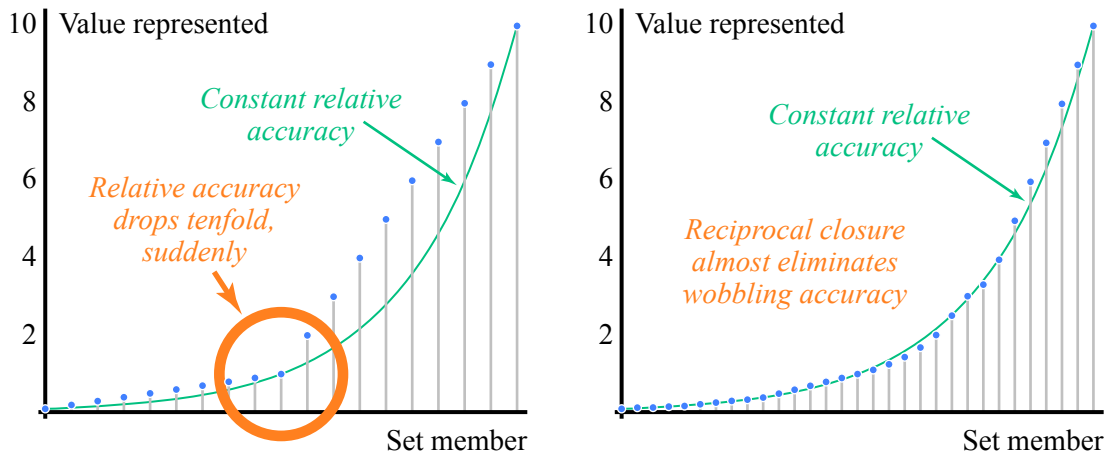 Value represented
10
8
6
4
2
Constant relative
accuracy
Relative accuracy
drops tenfold,
suddenly
Set member
Value represented
10
8
6
4
2
Constant relative
accuracy
Reciprocal closure
almost eliminates
wobbling accuracy
Set member